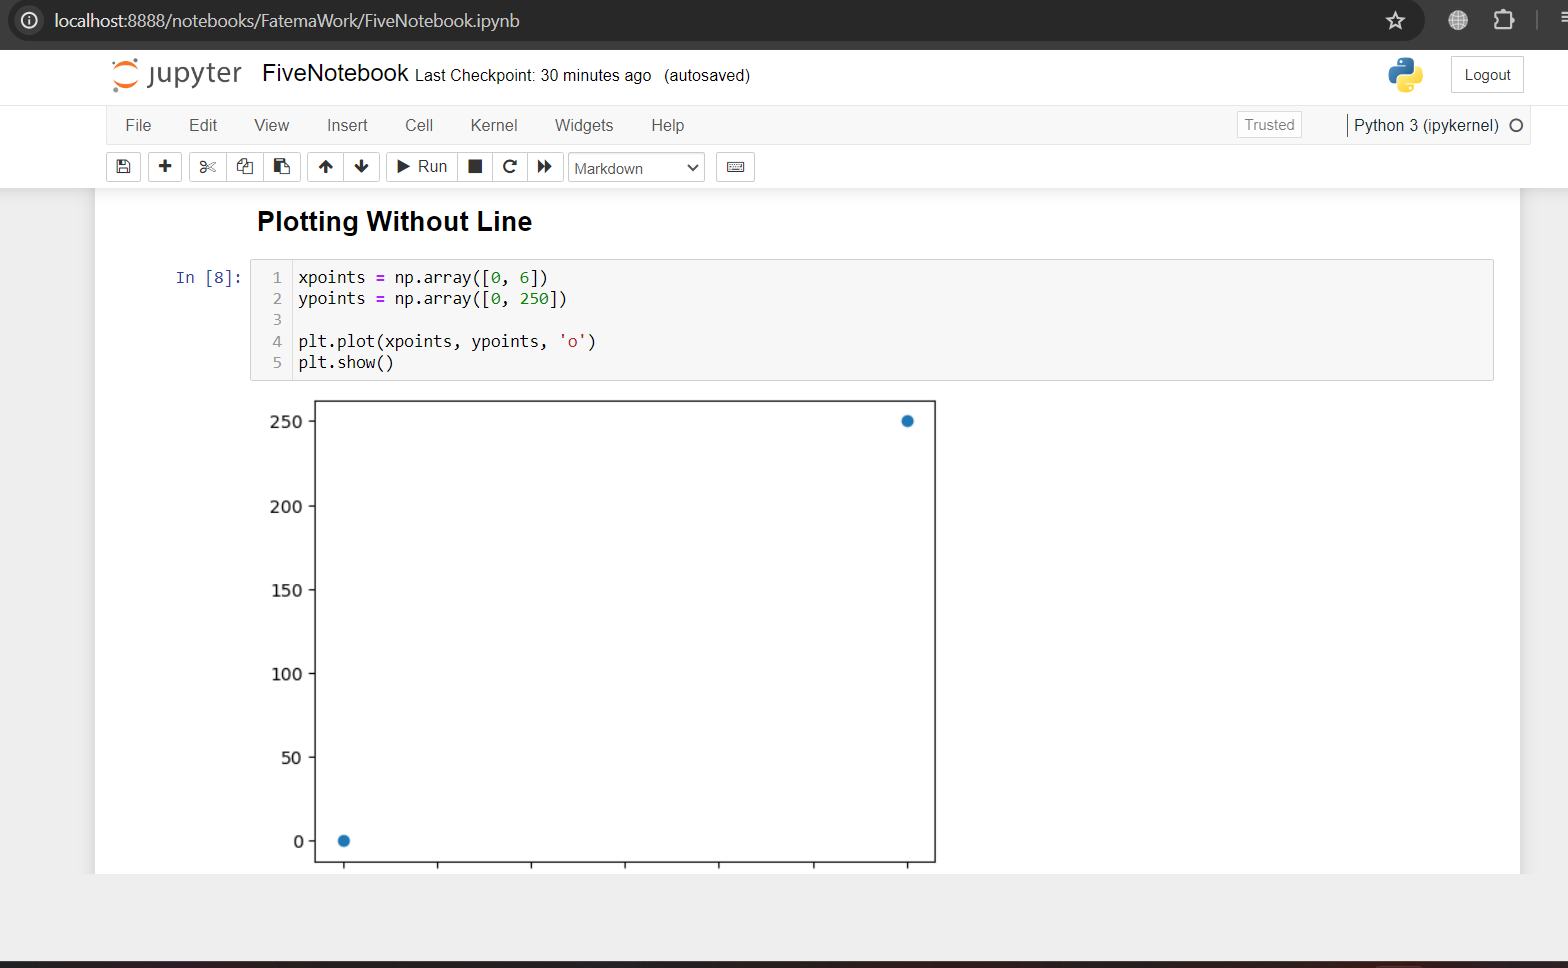 localhost:8888/notebooks/FatemaWork/FiveNotebook.ipynb
jupyter FiveNotebook Last Checkpoint: 30 minutes ago (autosaved) Logout
File Edit View Insert Cell Kernel Widgets Help Trusted Python 3 (ipykernel)
Run Markdown
Plotting Without Line
In [8]:
1 xpoints = np.array([0, 6])
2 ypoints = np.array([0, 250])
3
4 plt.plot(xpoints, ypoints, 'o')
5 plt.show()
250
200
150
100
50
0